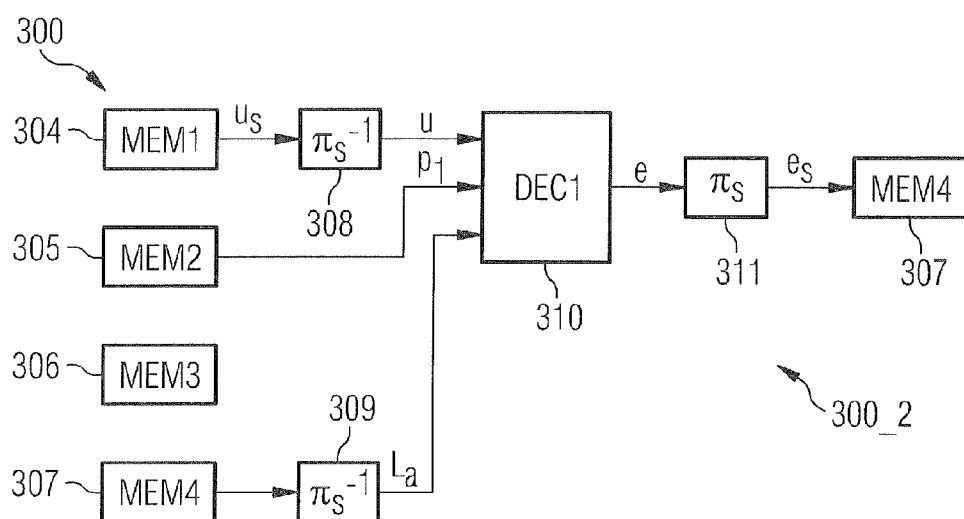 300
304
MEM1
u_S
π_S^-1
u
308
p_1
DEC1
310
e
π_S
311
e_S
MEM4
307
305
MEM2
306
MEM3
309
307
MEM4
π_S^-1
L_a
300_2